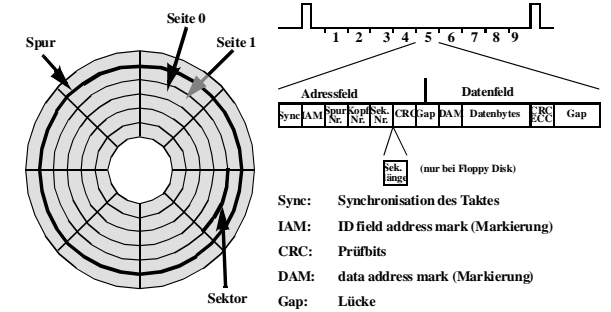 Seite 0
Spur
Seite 1
Sektor
1 2 3 4 5 6 7 8 9
Adressfeld Datenfeld
Sync IAM Spur Nr. Kopf Nr. Sek. Nr. CRC Gap DAM Datenbytes CRC ECC Gap
Sek. länge (nur bei Floppy Disk)
Sync: Synchronisation des Taktes
IAM: ID field address mark (Markierung)
CRC: Prüfbits
DAM: data address mark (Markierung)
Gap: Lücke